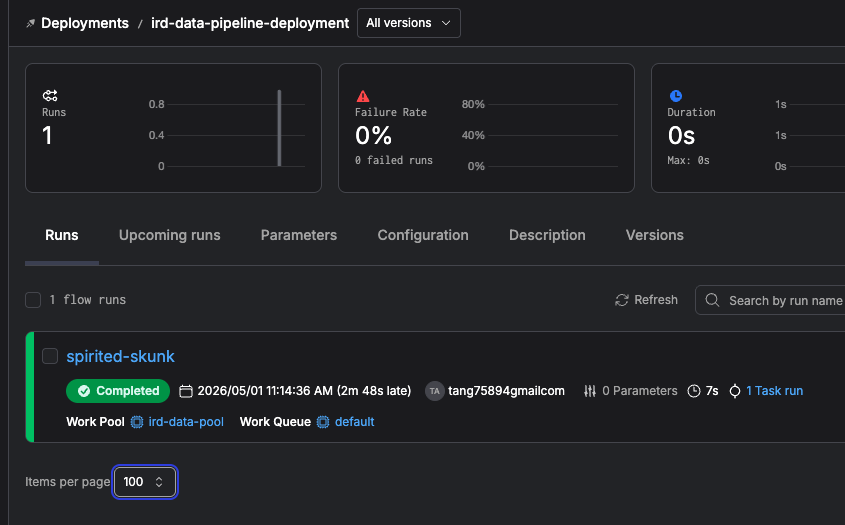 Deployments / ird-data-pipeline-deployment All versions
Runs
1
0.8
0.4
0
Failure Rate
0%
0 failed runs
80%
40%
0%
Duration
0s
Max: 0s
1s
1s
0s
Runs Upcoming runs Parameters Configuration Description Versions
1 flow runs Refresh Search by run name
spirited-skunk
Completed 2026/05/01 11:14:36 AM (2m 48s late) TA tang75894gmailcom 0 Parameters 7s 1 Task run
Work Pool ird-data-pool Work Queue default
Items per page 100